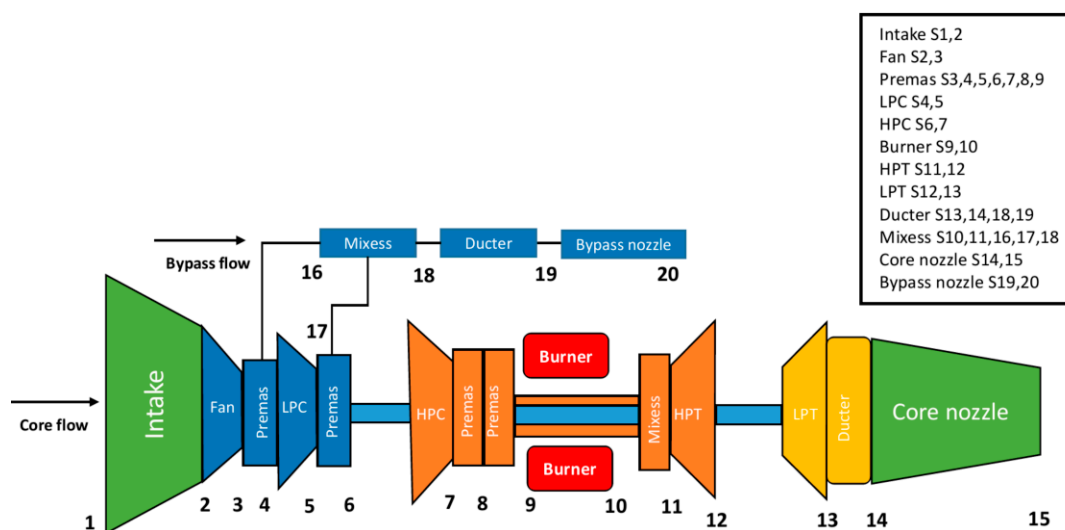 Intake S1,2
Fan S2,3
Premas S3,4,5,6,7,8,9
LPC S4,5
HPC S6,7
Burner S9,10
HPT S11,12
LPT S12,13
Ducter S13,14,18,19
Mixess S10,11,16,17,18
Core nozzle S14,15
Bypass nozzle S19,20
Bypass flow
Mixess
Ducter
Bypass nozzle
16
18
19
20
17
Burner
Core flow
Intake
Fan
Premas
LPC
Premas
HPC
Premas
Premas
Mixess
HPT
LPT
Ducter
Core nozzle
Burner
1
2
3
4
5
6
7
8
9
10
11
12
13
14
15